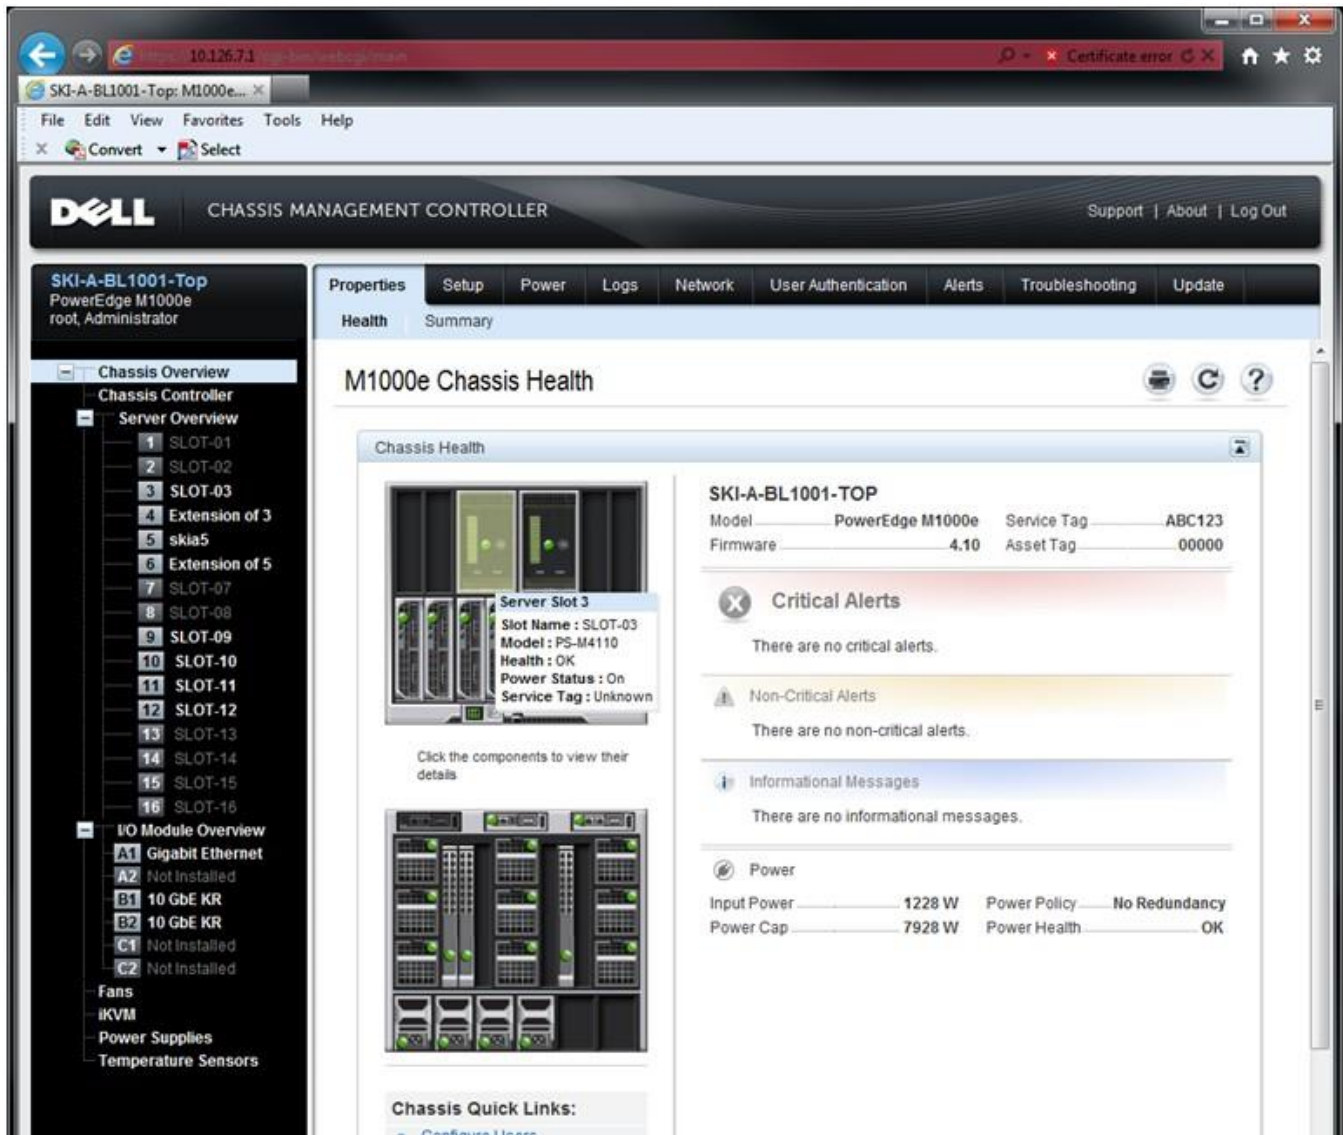 10.126.7.1
Certificate error
SKI-A-BL1001-Top: M1000e...
File Edit View Favorites Tools Help
Convert Select
DELL CHASSIS MANAGEMENT CONTROLLER
Support | About | Log Out
SKI-A-BL1001-Top
PowerEdge M1000e
root, Administrator
Properties Setup Power Logs Network User Authentication Alerts Troubleshooting Update
Health Summary
Chassis Overview
Chassis Controller
Server Overview
1 SLOT-01
2 SLOT-02
3 SLOT-03
4 Extension of 3
5 skia5
6 Extension of 5
7 SLOT-07
8 SLOT-08
9 SLOT-09
10 SLOT-10
11 SLOT-11
12 SLOT-12
13 SLOT-13
14 SLOT-14
15 SLOT-15
16 SLOT-16
I/O Module Overview
A1 Gigabit Ethernet
A2 Not Installed
B1 10 GbE KR
B2 10 GbE KR
C1 Not Installed
C2 Not Installed
Fans
iKVM
Power Supplies
Temperature Sensors
M1000e Chassis Health
Chassis Health
Server Slot 3
Slot Name : SLOT-03
Model : PS-M4110
Health : OK
Power Status : On
Service Tag : Unknown
Click the components to view their
details
Chassis Quick Links:
Configure Users
SKI-A-BL1001-TOP
Model PowerEdge M1000e Service Tag ABC123
Firmware 4.10 Asset Tag 00000
Critical Alerts
There are no critical alerts.
Non-Critical Alerts
There are no non-critical alerts.
Informational Messages
There are no informational messages.
Power
Input Power 1228 W Power Policy No Redundancy
Power Cap 7928 W Power Health OK